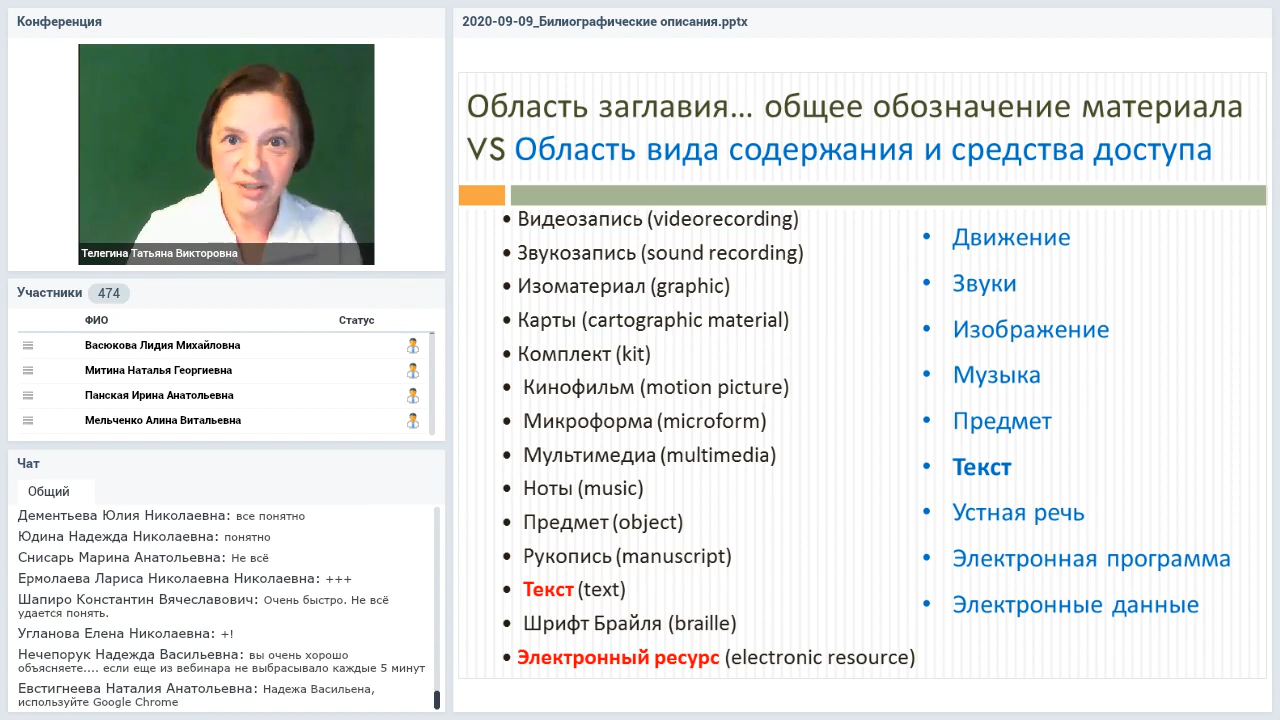 Конференция
Телегина Татьяна Викторовна
Участники 474
ФИО Статус
Васюкова Лидия Михайловна
Митина Наталья Георгиевна
Панская Ирина Анатольевна
Мельченко Алина Витальевна
Чат
Общий
Дементьева Юлия Николаевна: все понятно
Юдина Надежда Николаевна: понятно
Снисарь Марина Анатольевна: Не всё
Ермолаева Лариса Николаевна Николаевна: +++
Шапиро Константин Вячеславович: Очень быстро. Не всё
удается понять.
Угланова Елена Николаевна: +!
Нечепорук Надежда Васильевна: вы очень хорошо
объясняете.... если еще из вебинара не выбрасывало каждые 5 минут
Евстигнеева Наталия Анатольевна: Надежа Васильена,
используйте Google Chrome
2020-09-09_Билиографические описания.pptx
Область заглавия... общее обозначение материала
VS Область вида содержания и средства доступа
• Видеозапись (videorecording)
• Звукозапись (sound recording)
• Изоматериал (graphic)
• Карты (cartographic material)
• Комплект (kit)
• Кинофильм (motion picture)
• Микроформа (microform)
• Мультимедиа (multimedia)
• Ноты (music)
• Предмет (object)
• Рукопись (manuscript)
• Текст (text)
• Шрифт Брайля (braille)
• Электронный ресурс (electronic resource)
• Движение
• Звуки
• Изображение
• Музыка
• Предмет
• Текст
• Устная речь
• Электронная программа
• Электронные данные